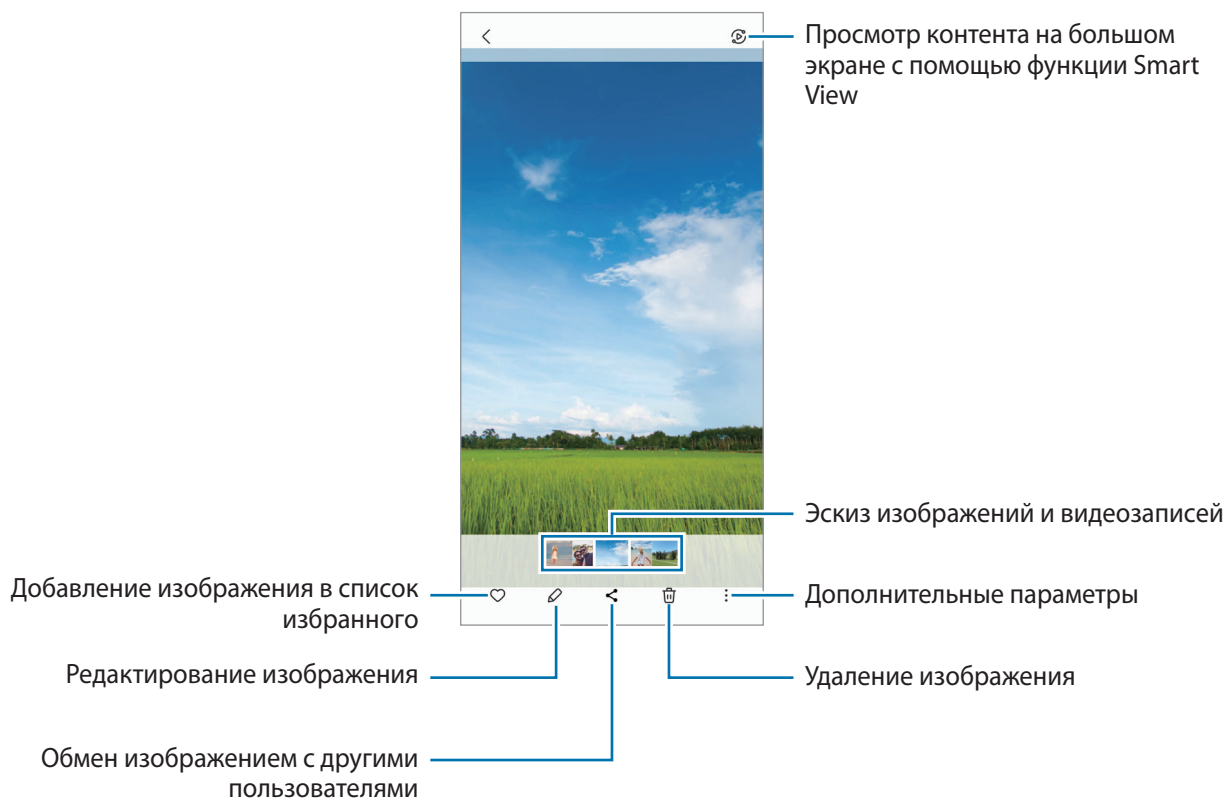 Просмотр контента на большом
экране с помощью функции Smart
View
Эскиз изображений и видеозаписей
Добавление изображения в список
избранного
Дополнительные параметры
Редактирование изображения
Удаление изображения
Обмен изображением с другими
пользователями